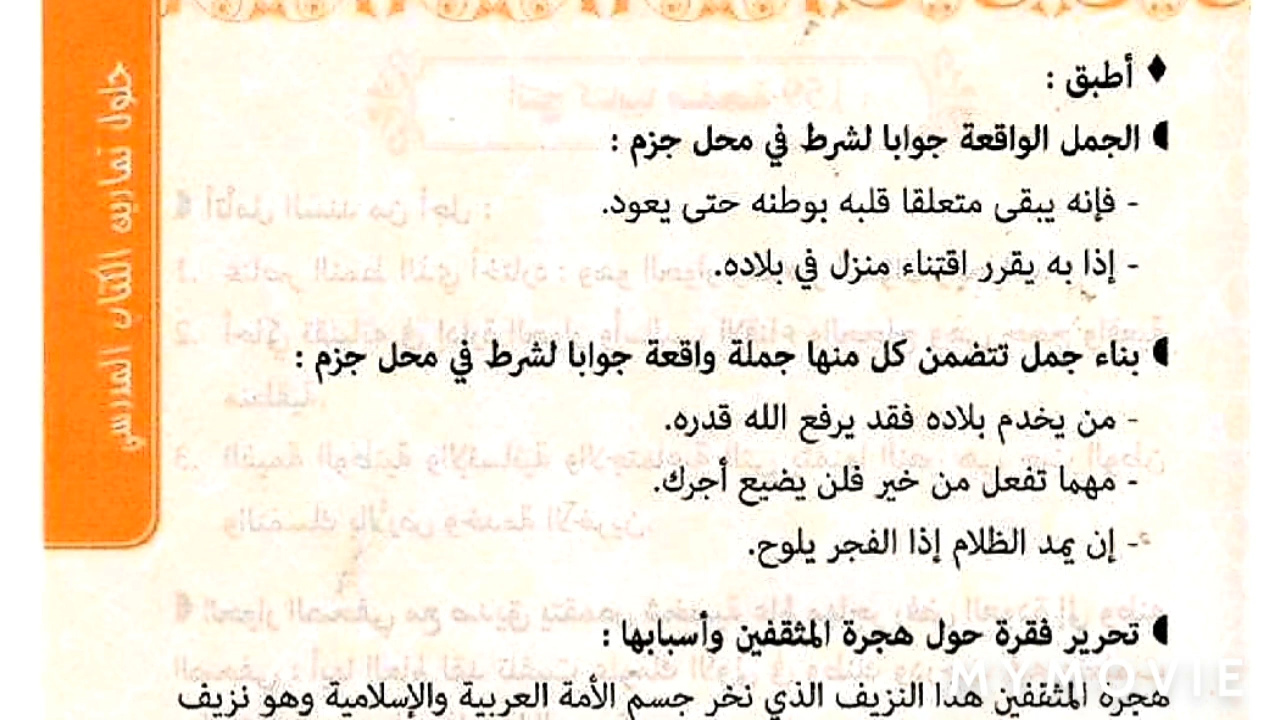 ♦ أطبق :
الجمل الواقعة جوابا لشرط في محل جزم :
- فإنه يبقى متعلقا قلبه بوطنه حتى يعود.
- إذا به يقرر اقتناء منزل في بلاده.
بناء جمل تتضمن كل منها جملة واقعة جوابا لشرط في محل جزم :
- من يخدم بلاده فقد يرفع الله قدره.
- مهما تفعل من خير فلن يضيع أجرك.
- إن يمد الظلام إذا الفجر يلوح.
تحرير فقرة حول هجرة المثقفين وأسبابها :
هجرة المثقفين هذا النزيف الذي نخر جسم الأمة العربية والإسلامية وهو نزيف
حلول تمارين الكتاب المدرسي
MYMOVIE